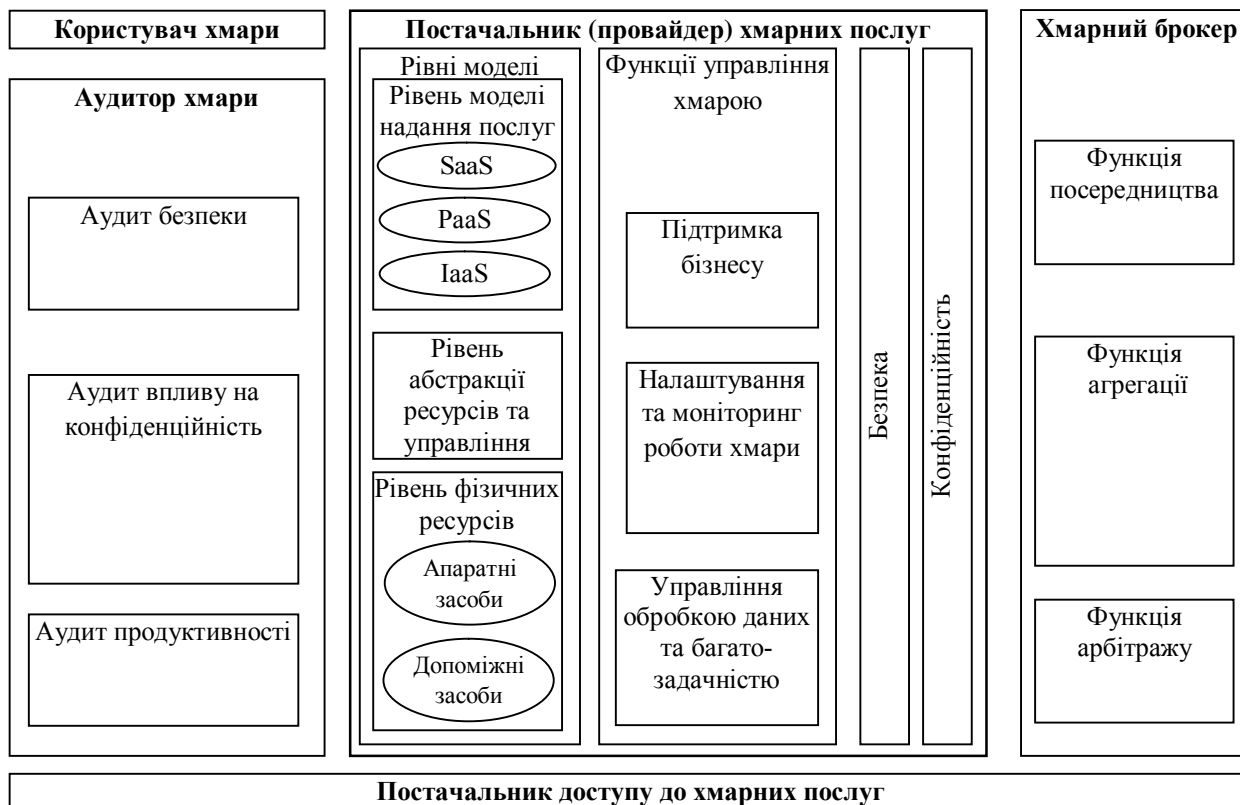 Користувач хмари
Аудитор хмари
Аудит безпеки
Аудит впливу на
конфіденційність
Аудит продуктивності
Постачальник (провайдер) хмарних послуг
Рівні моделі
Рівень моделі
надання послуг
SaaS
PaaS
IaaS
Рівень
абстракції
ресурсів та
управління
Рівень фізичних
ресурсів
Апаратні
засоби
Допоміжні
засоби
Функції управління
хмарою
Підтримка
бізнесу
Налаштування
та моніторинг
роботи хмари
Управління
обробкою даних
та багато-
задачністю
Безпека
Конфіденційність
Хмарний брокер
Функція
посередництва
Функція
агрегації
Функція
арбітражу
Постачальник доступу до хмарних послуг